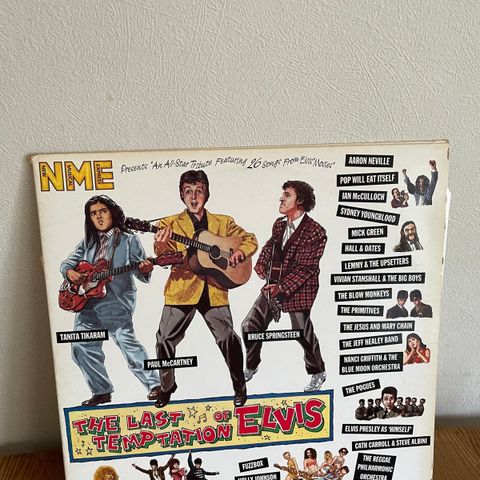 NME
Presents "An All-Star Tribute Featuring 26 Songs From Elvis' Movies"
AARON NEVILLE
POP WILL EAT ITSELF
IAN McCULLOCH
SYDNEY YOUNGBLOOD
MICK GREEN
HALL & OATES
LEMMY & THE UPSETTERS
VIVIAN STANSHALL & THE BIG BOYS
THE BLOW MONKEYS
THE PRIMITIVES
THE JESUS AND MARY CHAIN
THE JEFF HEALEY BAND
NANCI GRIFFITH & THE
BLUE MOON ORCHESTRA
THE POGUES
ELVIS PRESLEY AS 'HIMSELF'
CATH CARROLL & STEVE ALBINI
THE REGGAE
PHILHARMONIC
ORCHESTRA
TANITA TIKARAM
PAUL McCARTNEY
BRUCE SPRINGSTEEN
THE LAST
TEMPTATION
OF
ELVIS
FUZZBOX
HOLLY JOHNSON